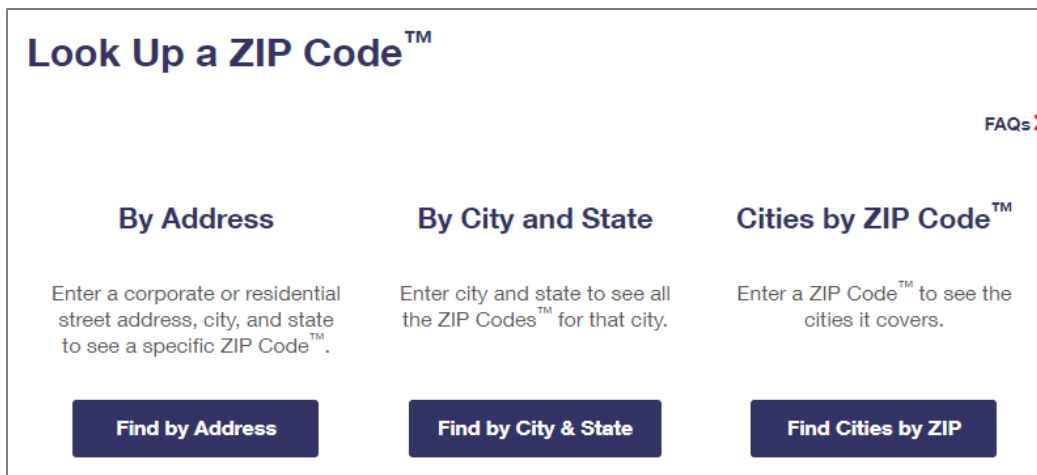 Look Up a ZIP Code™
FAQs
By Address
Enter a corporate or residential
street address, city, and state
to see a specific ZIP Code™.
Find by Address
By City and State
Enter city and state to see all
the ZIP Codes™ for that city.
Find by City & State
Cities by ZIP Code™
Enter a ZIP Code™ to see the
cities it covers.
Find Cities by ZIP